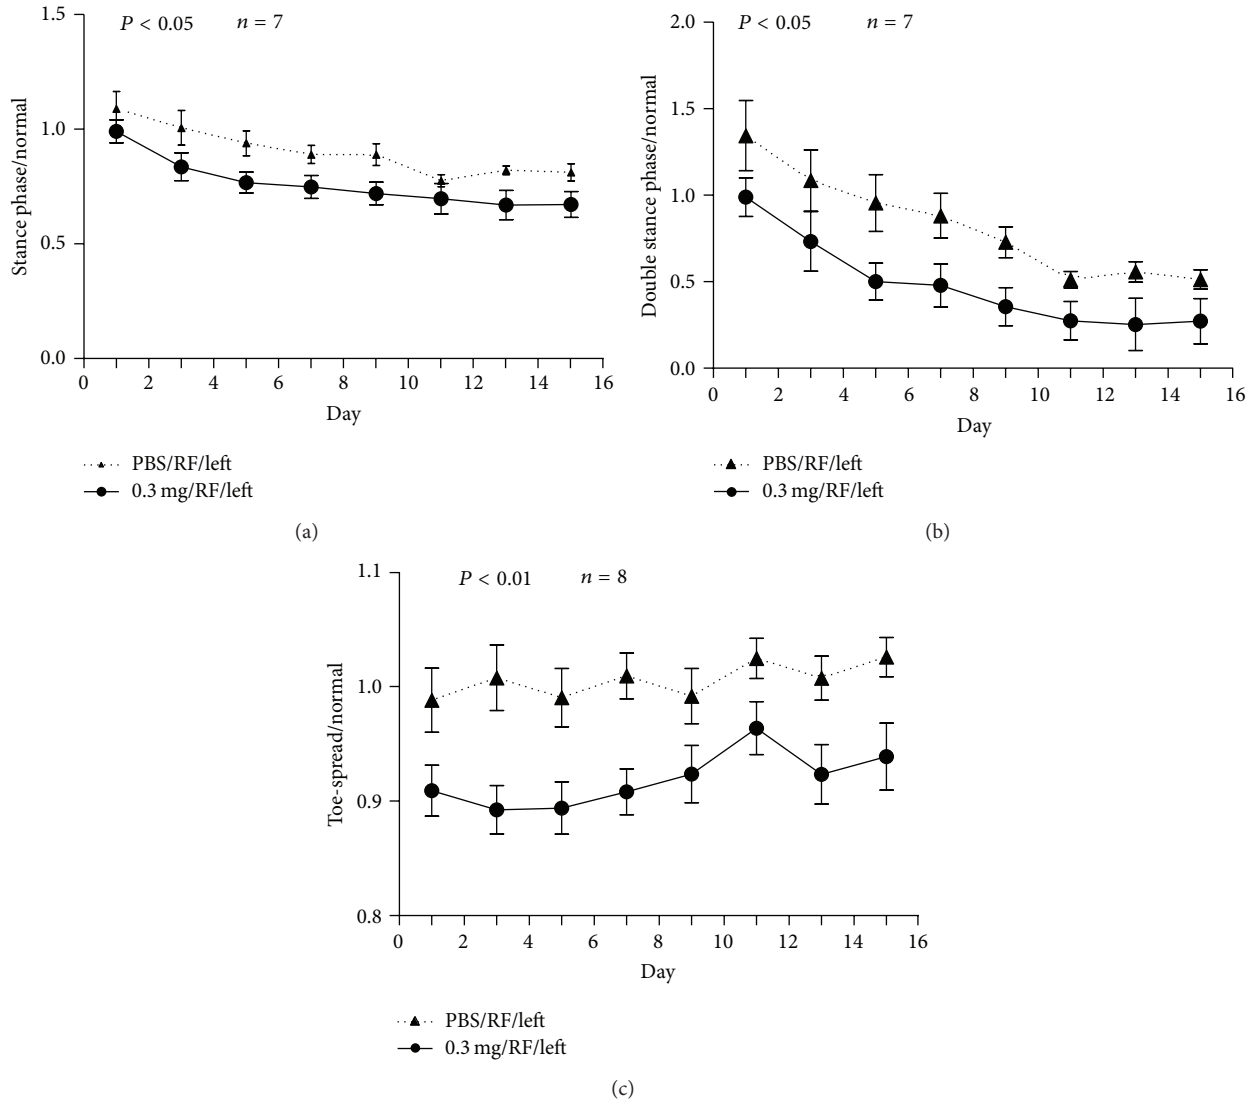 P < 0.05 n = 7
1.5
1.0
0.5
0.0
Stance phase/normal
0 2 4 6 8 10 12 14 16
Day
PBS/RF/left
0.3 mg/RF/left
(a)
P < 0.05 n = 7
2.0
1.5
1.0
0.5
0.0
Double stance phase/normal
0 2 4 6 8 10 12 14 16
Day
PBS/RF/left
0.3 mg/RF/left
(b)
P < 0.01 n = 8
1.1
1.0
0.9
0.8
Toe-spread/normal
0 2 4 6 8 10 12 14 16
Day
PBS/RF/left
0.3 mg/RF/left
(c)